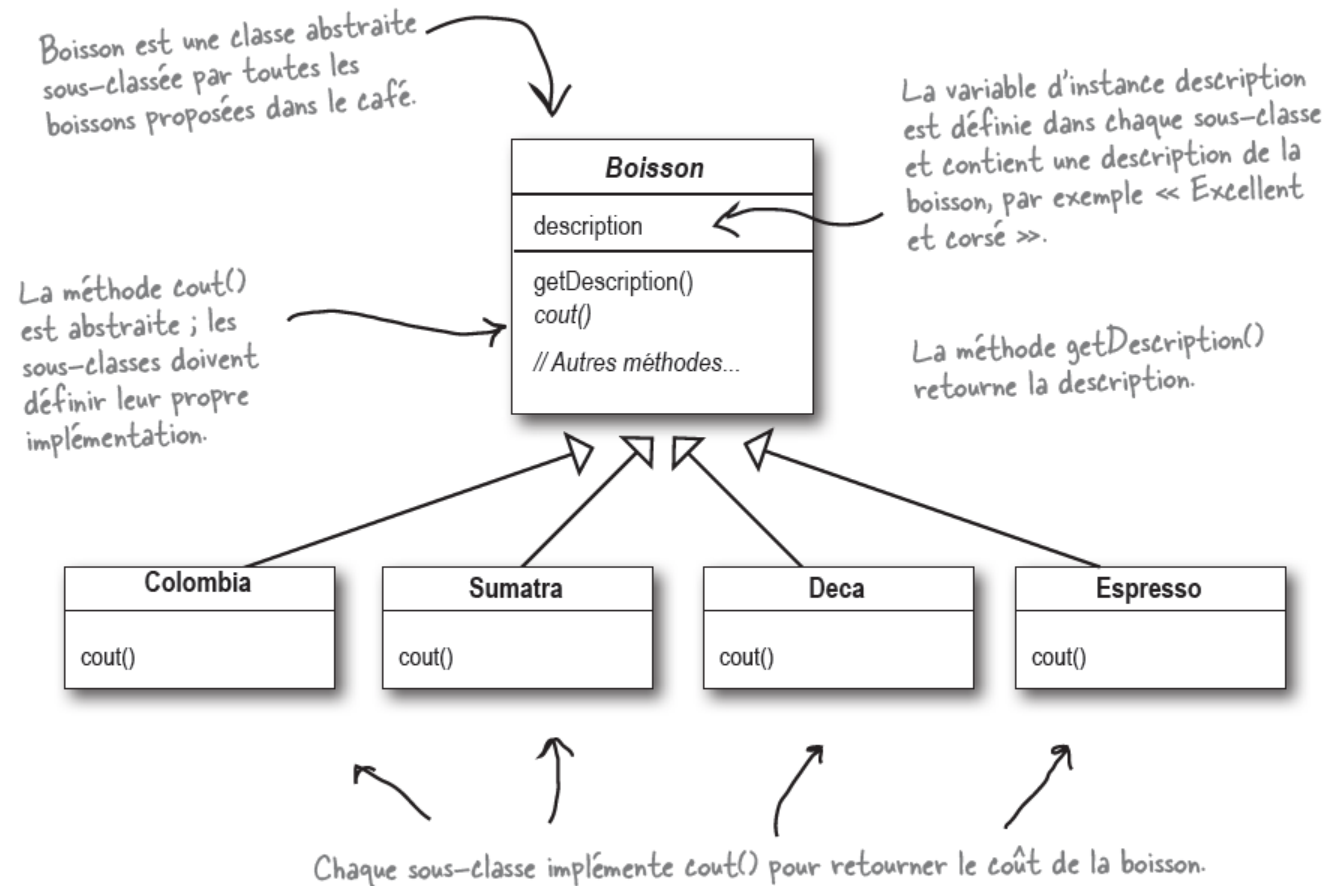 Boisson est une classe abstraite
sous-classée par toutes les
boissons proposées dans le café.
La variable d'instance description
est définie dans chaque sous-classe
et contient une description de la
boisson, par exemple « Excellent
et corsé ».
Boisson
description
getDescription()
cout()
// Autres méthodes...
La méthode cout()
est abstraite ; les
sous-classes doivent
définir leur propre
implémentation.
La méthode getDescription()
retourne la description.
Colombia
cout()
Sumatra
cout()
Deca
cout()
Espresso
cout()
Chaque sous-classe implémente cout() pour retourner le coût de la boisson.